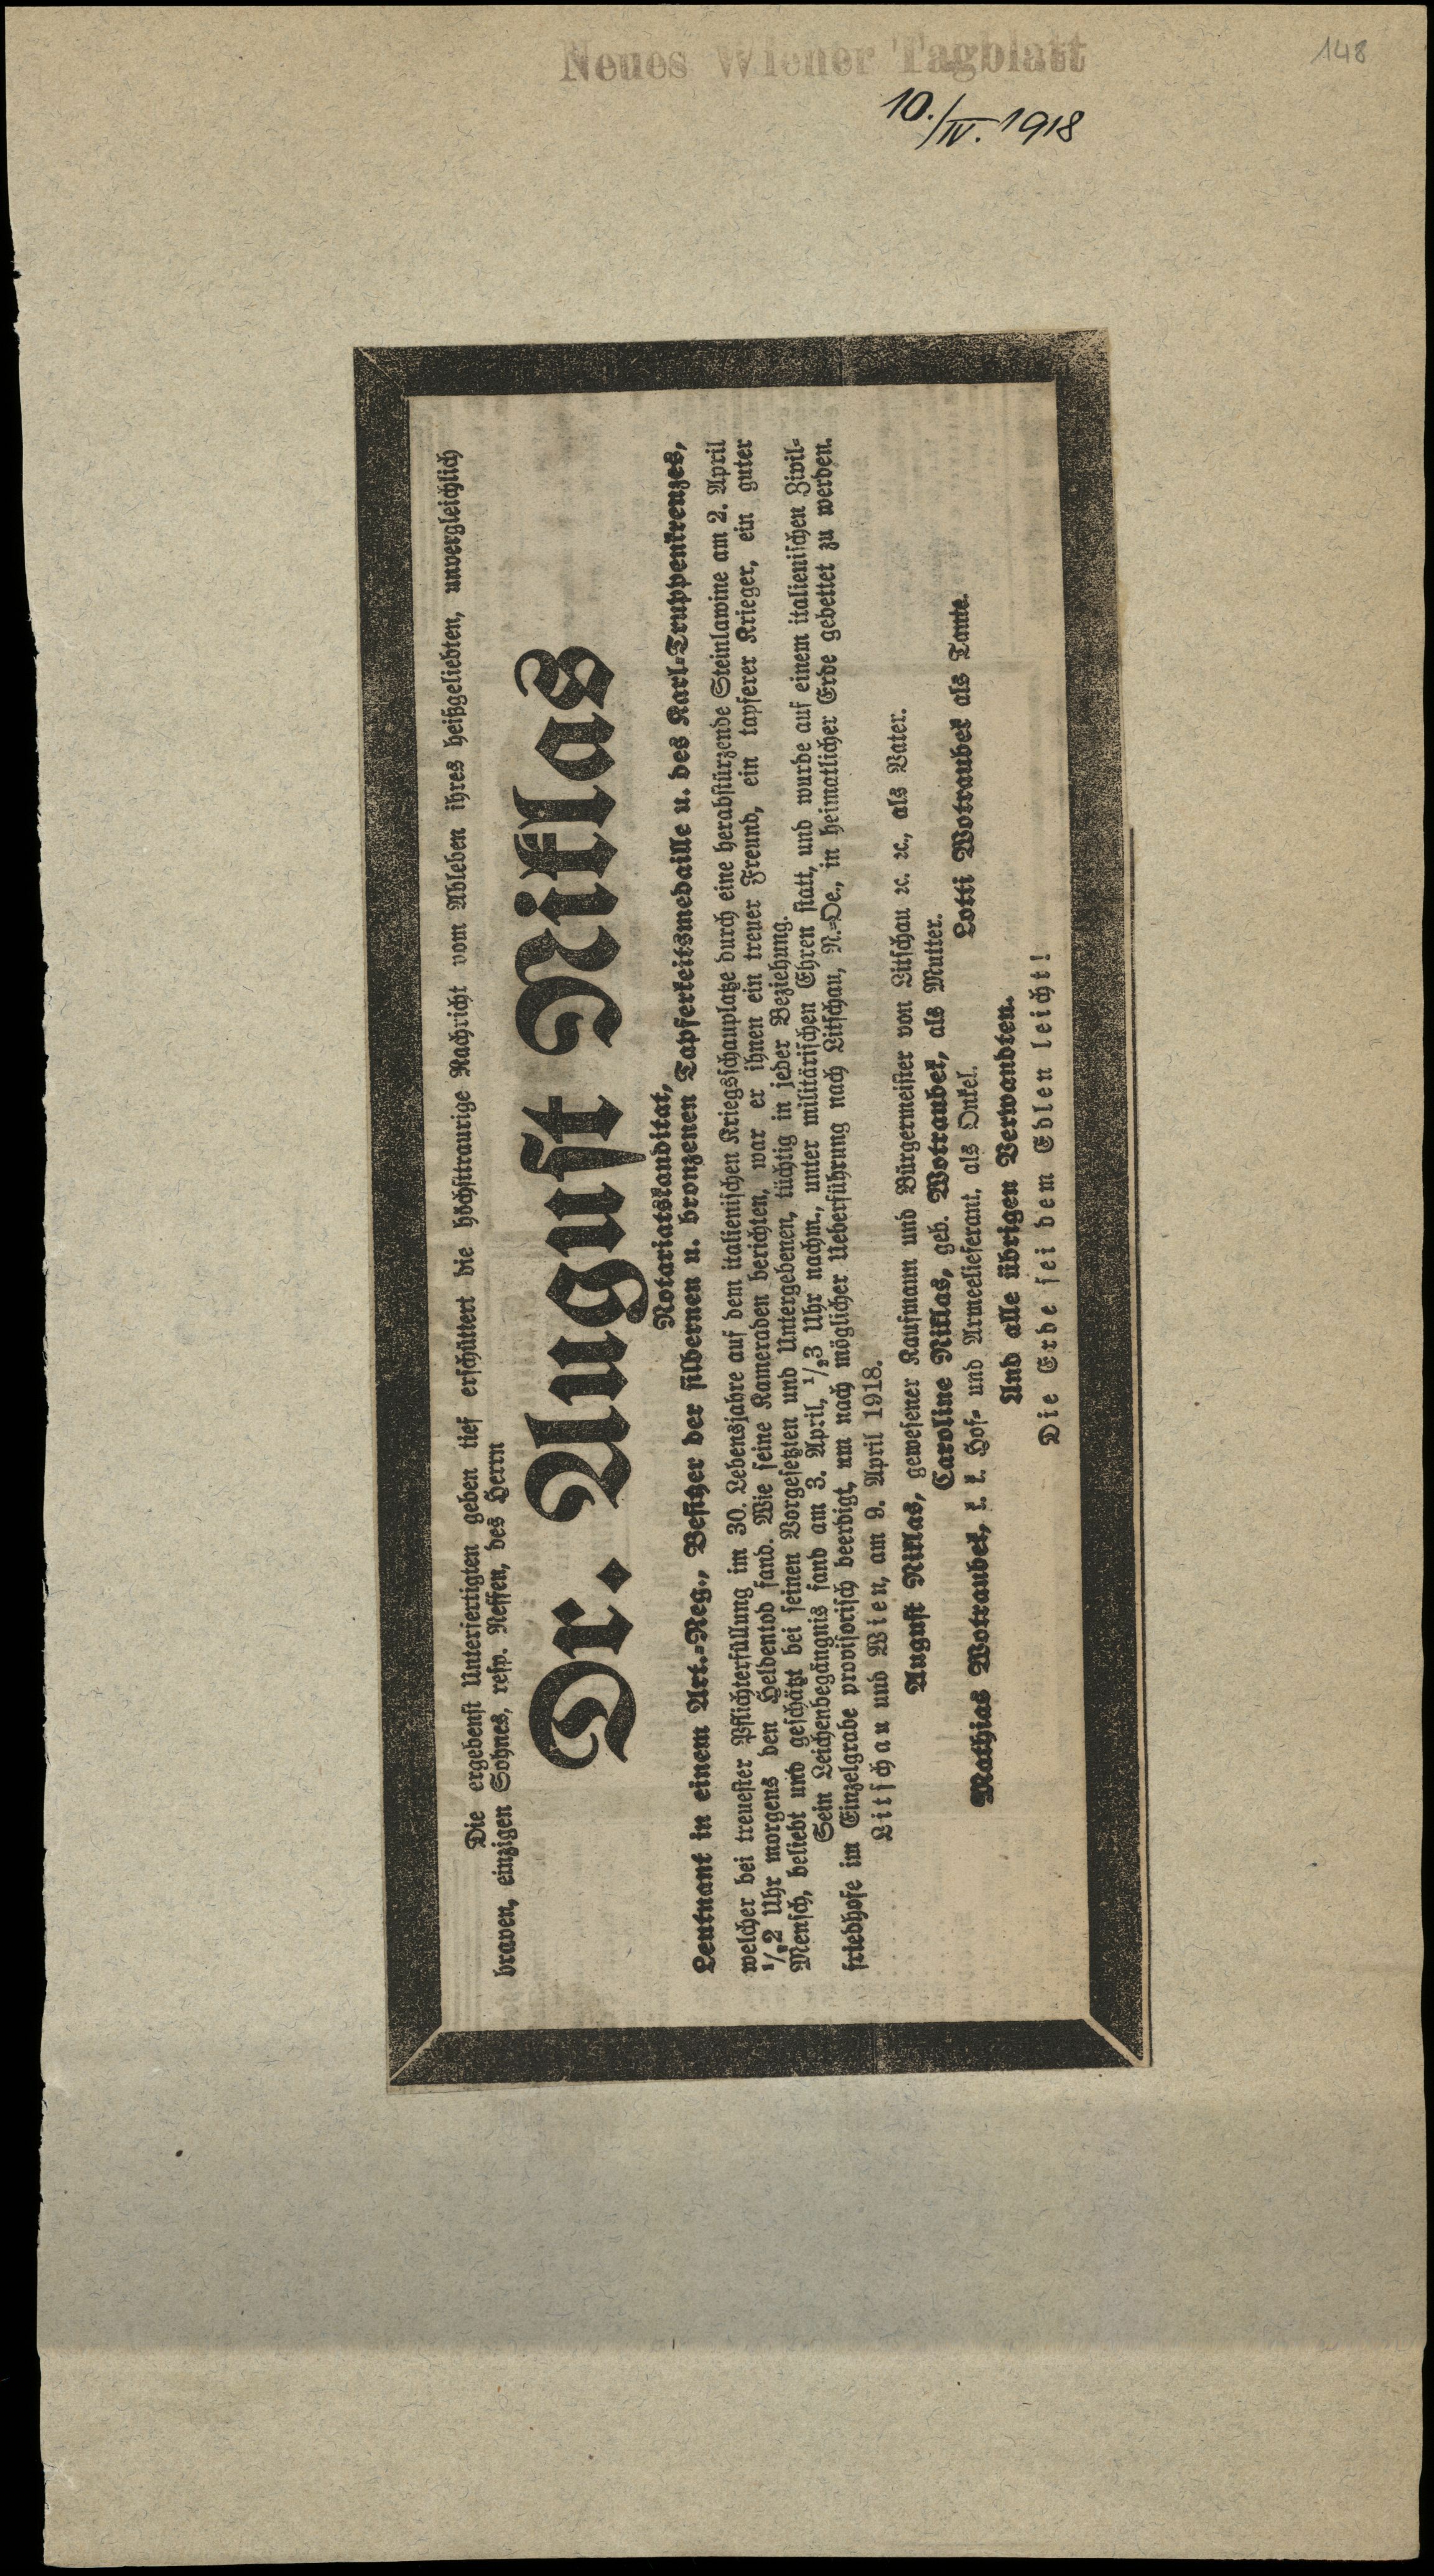 Neues Wiener Tagblatt
148
10./IV. 1918
Die ergebenst Unterfertigten geben tief erschüttert die höchsttraurige Nachricht vom Ableben ihres heißgeliebten, unvergleichlich
braven, einzigen Sohnes, resp. Neffen, des Herrn
Dr. August Niklas
Notariatskanditat,
Leutnant in einem Art.-Reg., Besitzer der silbernen u. bronzenen Tapferkeitsmedaille u. des Karl-Truppenkreuzes,
welcher bei treuester Pflichterfüllung im 30. Lebensjahre auf dem italienischen Kriegsschauplatze durch eine herabstürzende Steinlawine am 2. April
1/2 2 Uhr morgens den Heldentod fand. Wie seine Kameraden berichten, war er ihnen ein treuer Freund, ein tapferer Krieger, ein guter
Mensch, beliebt und geschätzt bei seinen Vorgesetzten und Untergebenen, tüchtig in jeder Beziehung.
Sein Leichenbegängnis fand am 3. April, 1/2 3 Uhr nachm., unter militärischen Ehren statt, und wurde auf einem italienischen Zivil-
friedhofe im Einzelgrabe provisorisch beerdigt, um nach möglicher Ueberführung nach Litschau, N.-Oe., in heimatlicher Erde gebettet zu werden.
Litschau und Wien, am 9. April 1918.
August Niklas, gewesener Kaufmann und Bürgermeister von Litschau ꝛc. ꝛc., als Vater.
Caroline Niklas, geb. Wotraubek, als Mutter.
Mathias Wotraubek, k. k. Hof- und Armeelieferant, als Onkel. Lotti Wotraubek als Tante.
Und alle übrigen Verwandten.
Die Erde sei dem Edlen leicht!